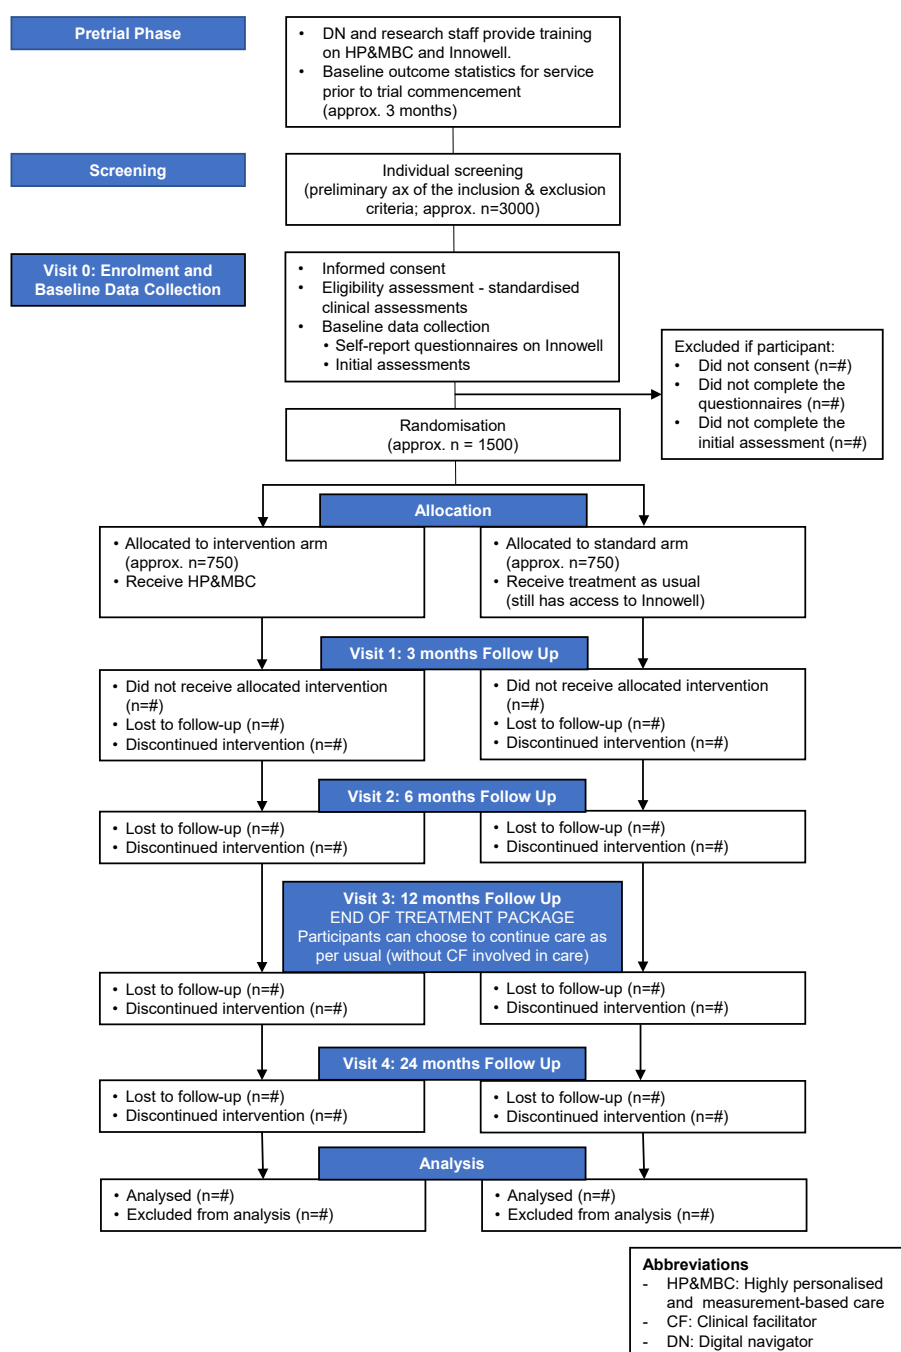 Pretrial Phase
• DN and research staff provide training
on HP&MBC and Innowell.
• Baseline outcome statistics for service
prior to trial commencement
(approx. 3 months)
Screening
Individual screening
(preliminary ax of the inclusion & exclusion
criteria; approx. n=3000)
Visit 0: Enrolment and
Baseline Data Collection
• Informed consent
• Eligibility assessment - standardised
clinical assessments
• Baseline data collection
• Self-report questionnaires on Innowell
• Initial assessments
Excluded if participant:
• Did not consent (n=#)
• Did not complete the
questionnaires (n=#)
• Did not complete the
initial assessment (n=#)
Randomisation
(approx. n = 1500)
Allocation
• Allocated to intervention arm
(approx. n=750)
• Receive HP&MBC
• Allocated to standard arm
(approx. n=750)
• Receive treatment as usual
(still has access to Innowell)
Visit 1: 3 months Follow Up
• Did not receive allocated intervention
(n=#)
• Lost to follow-up (n=#)
• Discontinued intervention (n=#)
• Did not receive allocated intervention
(n=#)
• Lost to follow-up (n=#)
• Discontinued intervention (n=#)
Visit 2: 6 months Follow Up
• Lost to follow-up (n=#)
• Discontinued intervention (n=#)
• Lost to follow-up (n=#)
• Discontinued intervention (n=#)
Visit 3: 12 months Follow Up
END OF TREATMENT PACKAGE
Participants can choose to continue care as
per usual (without CF involved in care)
• Lost to follow-up (n=#)
• Discontinued intervention (n=#)
• Lost to follow-up (n=#)
• Discontinued intervention (n=#)
Visit 4: 24 months Follow Up
• Lost to follow-up (n=#)
• Discontinued intervention (n=#)
• Lost to follow-up (n=#)
• Discontinued intervention (n=#)
Analysis
• Analysed (n=#)
• Excluded from analysis (n=#)
• Analysed (n=#)
• Excluded from analysis (n=#)
Abbreviations
- HP&MBC: Highly personalised
and measurement-based care
- CF: Clinical facilitator
- DN: Digital navigator